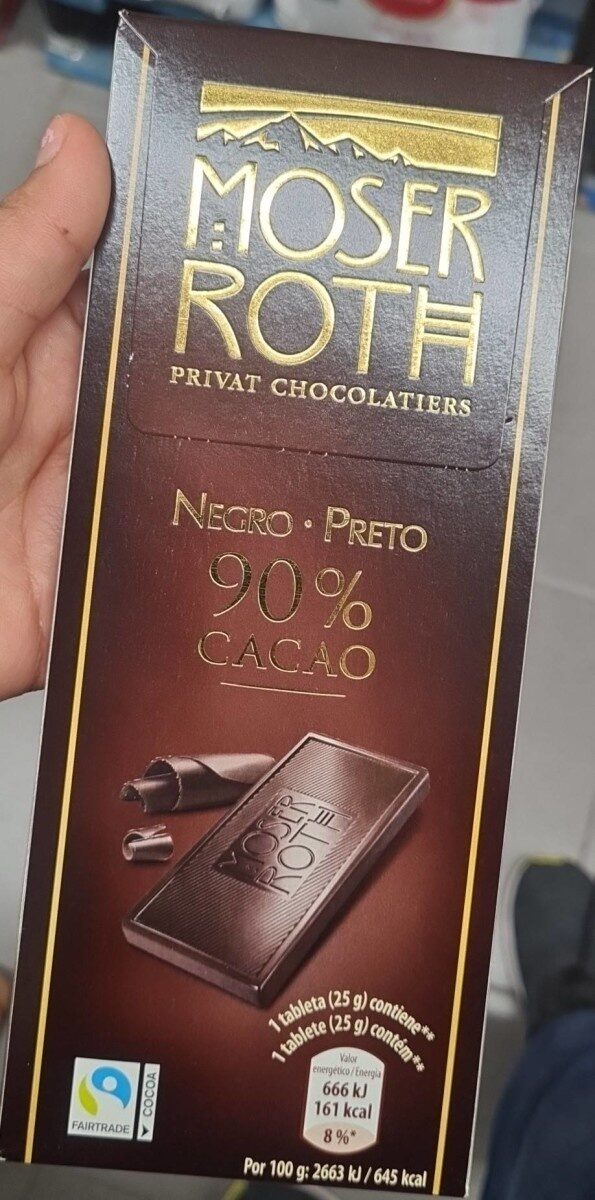 MOSER
ROTH
PRIVAT CHOCOLATIERS
NEGRO · PRETO
90%
CACAO
MOSER
ROTH
1 tableta (25 g) contiene**
1 tablete (25 g) contém**
Valor
energético / Energia
666 kJ
161 kcal
8 %*
FAIRTRADE
COCOA
Por 100 g: 2663 kJ / 645 kcal